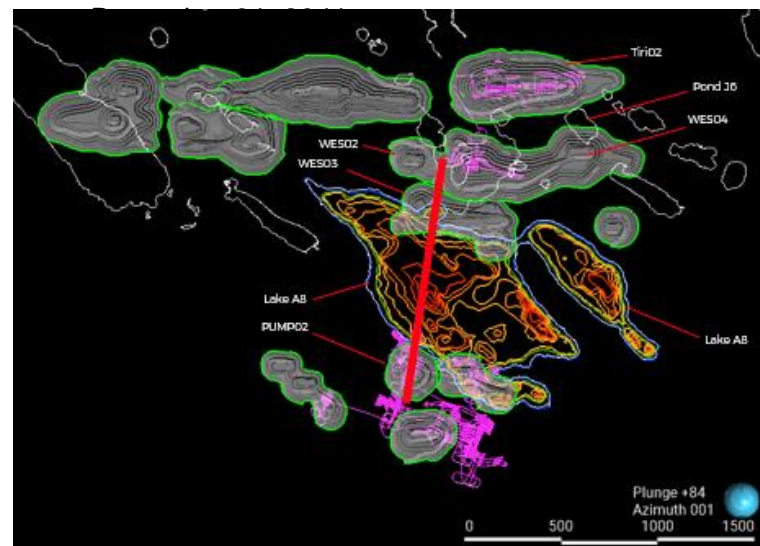 Tiri02
Pond J6
WES04
WES02
WES03
Lake A8
PUMP02
Lake A8
Plunge +84
Azimuth 001
0 500 1000 1500